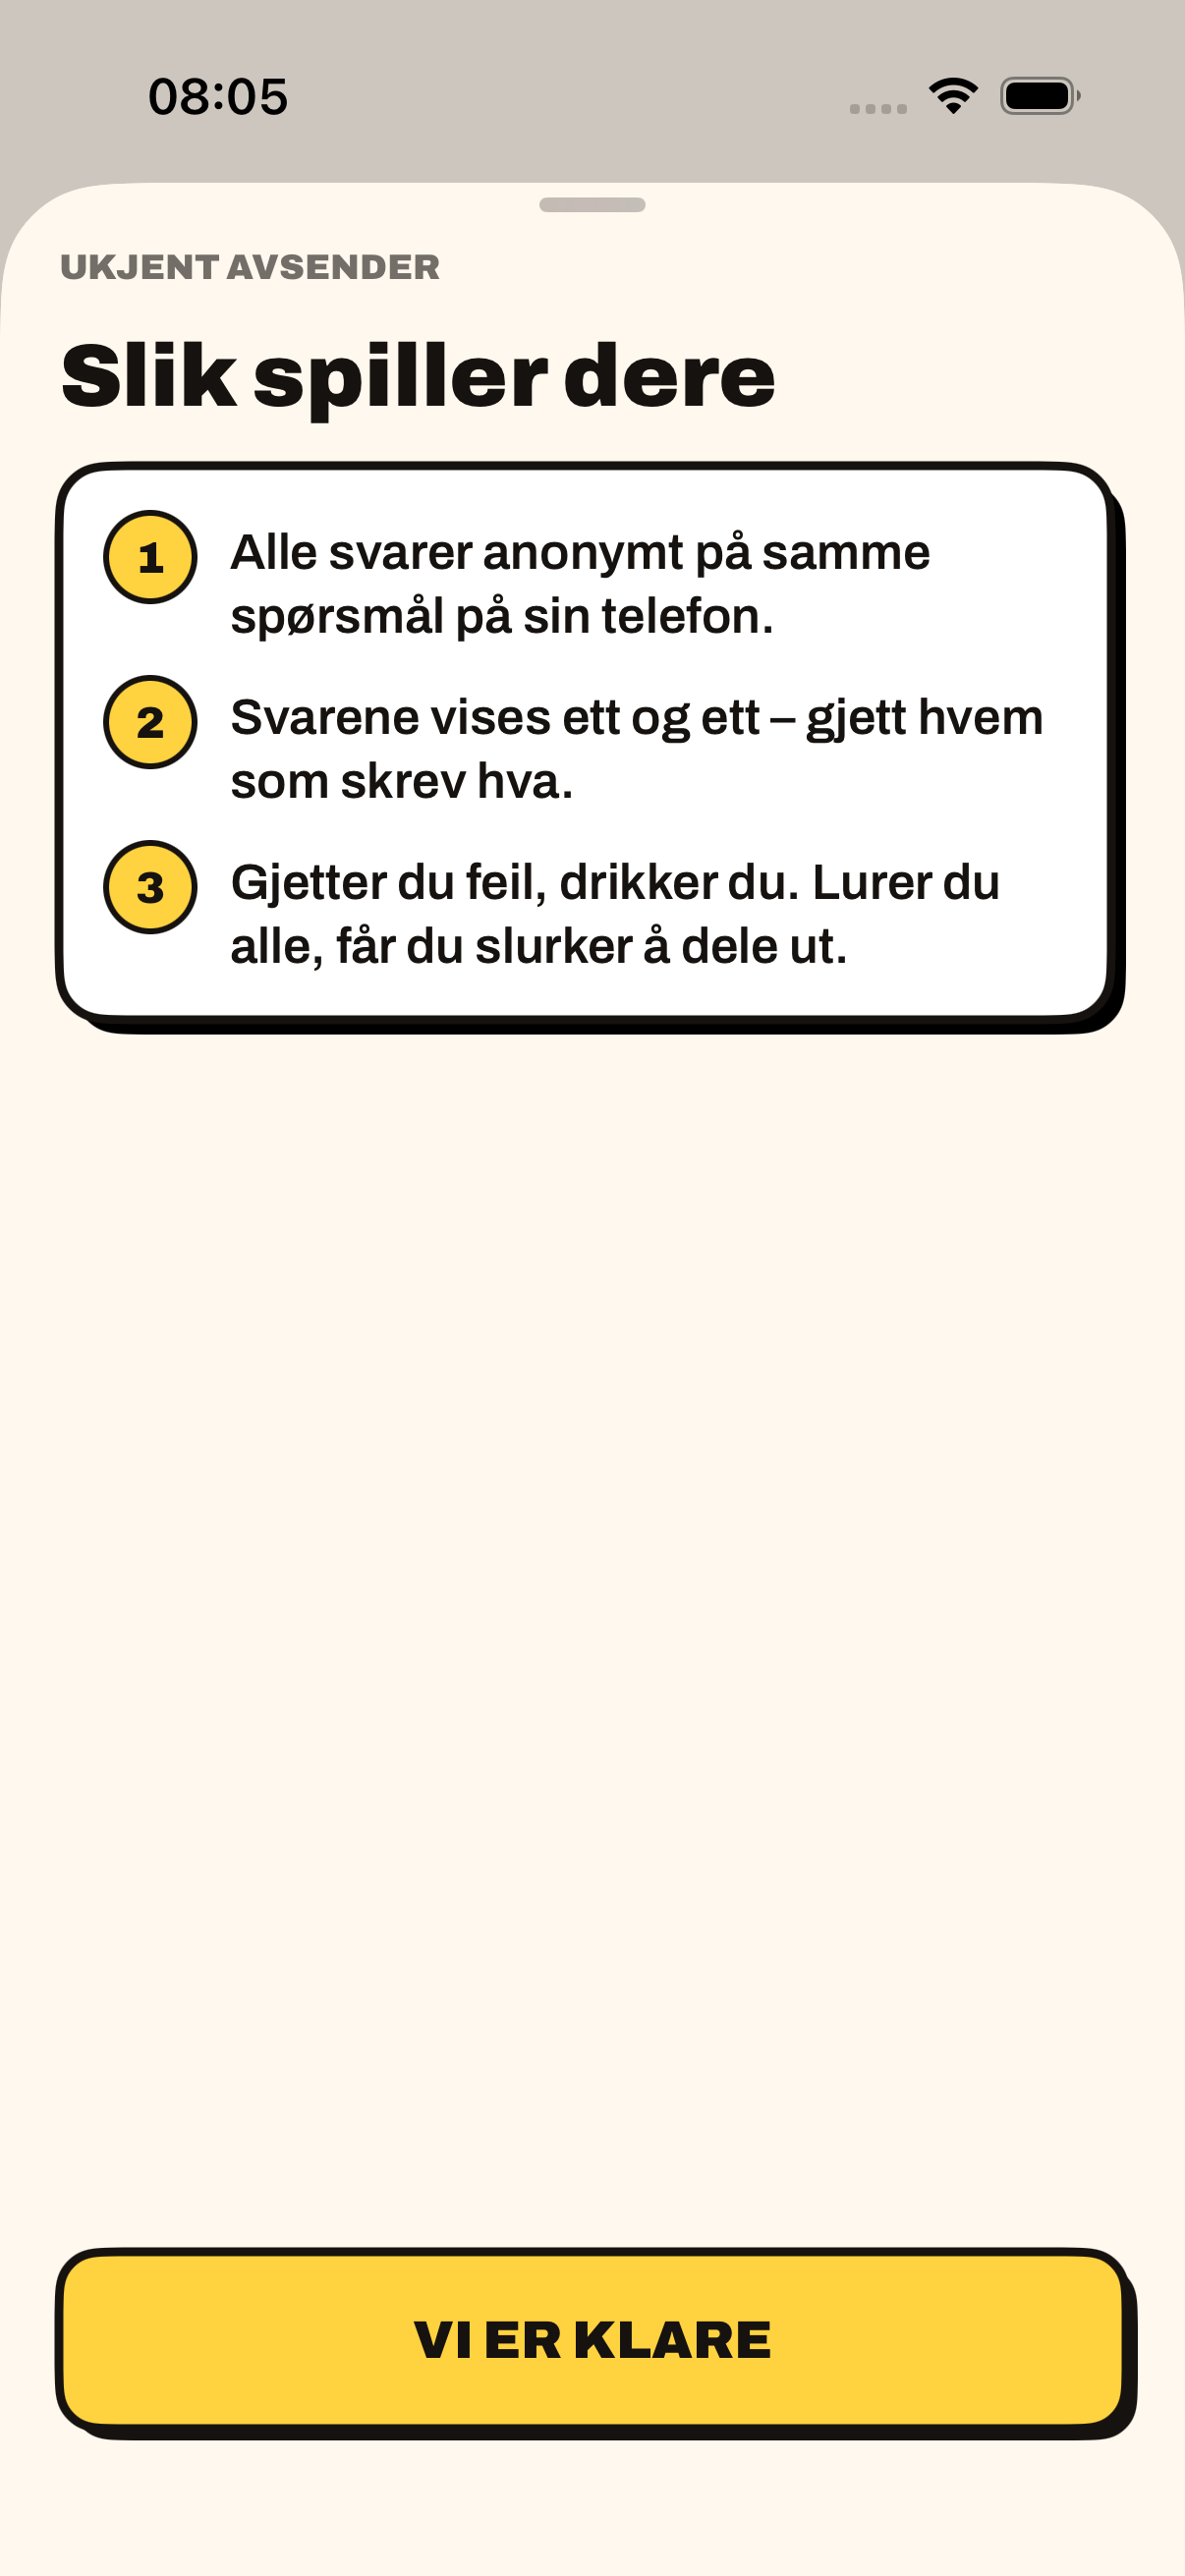 08:05
UKJENT AVSENDER
Slik spiller dere
1 Alle svarer anonymt på samme
spørsmål på sin telefon.
2 Svarene vises ett og ett – gjett hvem
som skrev hva.
3 Gjetter du feil, drikker du. Lurer du
alle, får du slurker å dele ut.
VI ER KLARE